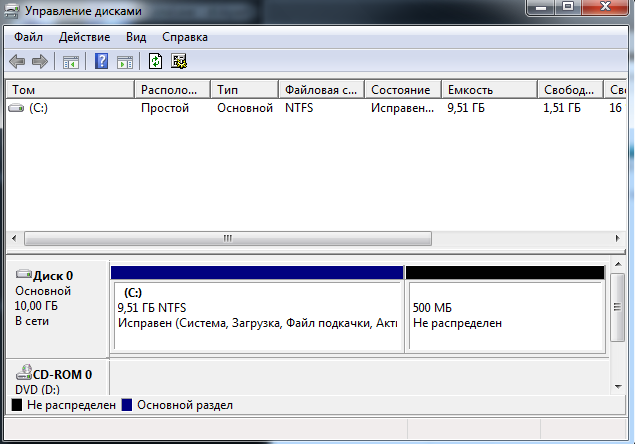 Управление дисками
Файл Действие Вид Справка
Том Располо... Тип Файловая с... Состояние Емкость Свобод... Сво
(C:) Простой Основной NTFS Исправен... 9,51 ГБ 1,51 ГБ 16
Диск 0
Основной
10,00 ГБ
В сети
(C:)
9,51 ГБ NTFS
Исправен (Система, Загрузка, Файл подкачки, Акти
500 МБ
Не распределен
CD-ROM 0
DVD (D:)
Не распределен Основной раздел